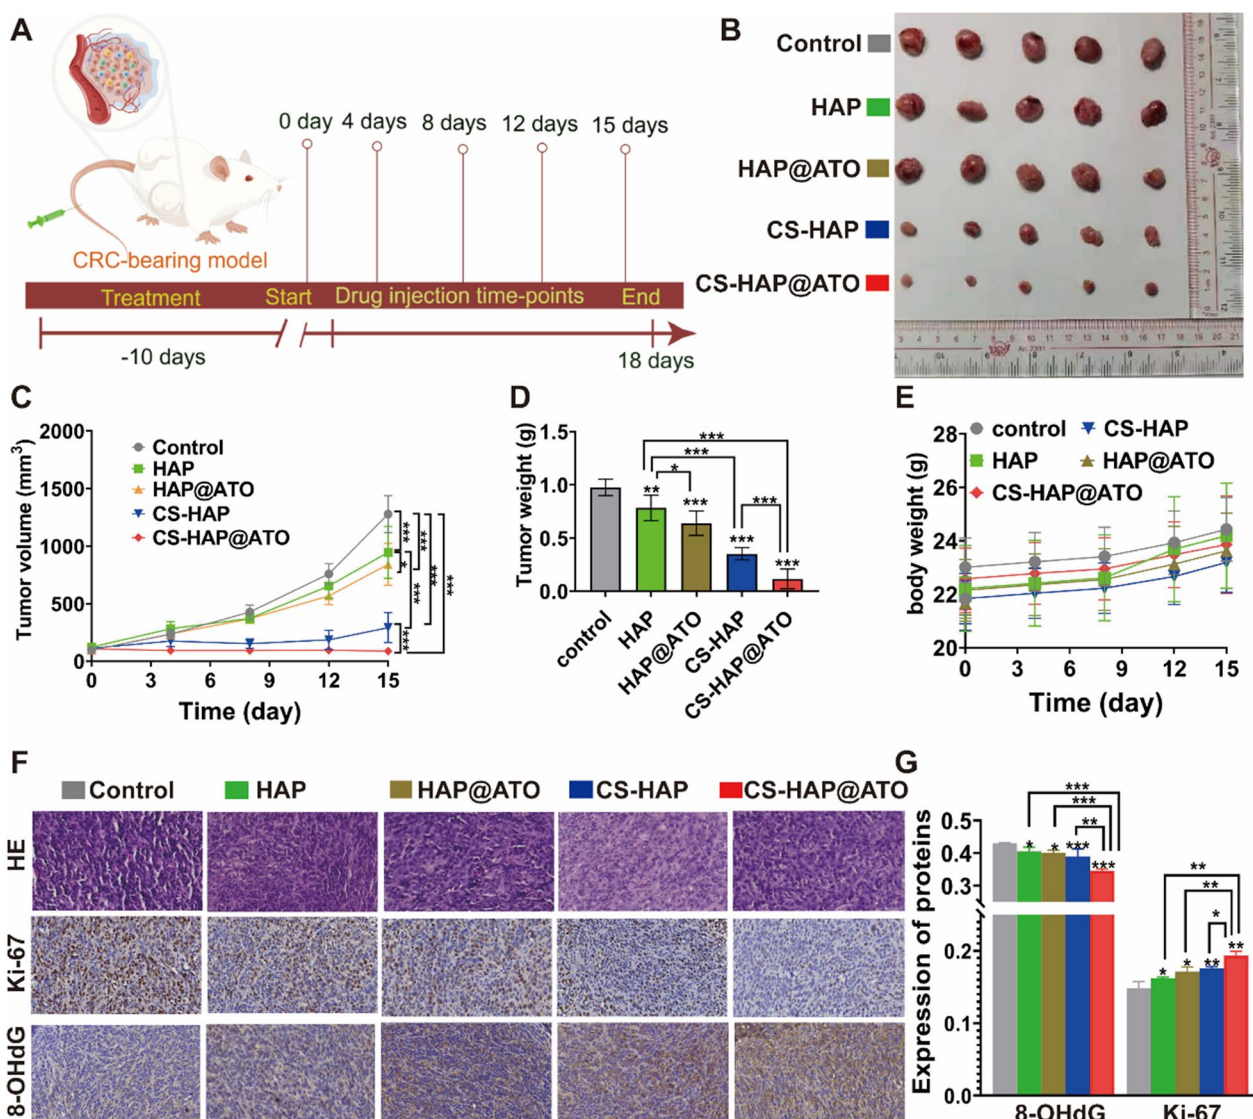 A
0 day 4 days 8 days 12 days 15 days
CRC-bearing model
Treatment Start Drug injection time-points End
-10 days 18 days
B
Control
HAP
HAP@ATO
CS-HAP
CS-HAP@ATO
C
Tumor volume (mm3)
2000
1500
1000
500
0
Control
HAP
HAP@ATO
CS-HAP
CS-HAP@ATO
*** * *** *** *** *** ***
0 3 6 9 12 15
Time (day)
D
Tumor weight (g)
1.5
1.0
0.5
0.0
***
***
*
** *** *** *** ***
control HAP HAP@ATO CS-HAP CS-HAP@ATO
E
body weight (g)
28
26
24
22
20
control CS-HAP
HAP HAP@ATO
CS-HAP@ATO
0 3 6 9 12 15
Time (day)
F
Control HAP HAP@ATO CS-HAP CS-HAP@ATO
HE
Ki-67
8-OHdG
G
Expression of proteins
0.5
0.4
0.3
0.2
0.1
0.0
***
***
**
* * *** ***
**
**
*
* * ** **
8-OHdG Ki-67